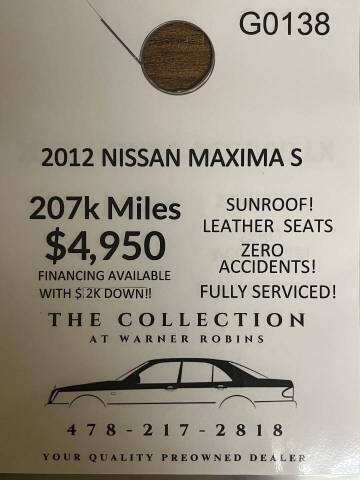 G0138
2012 NISSAN MAXIMA S
207k Miles
$4,950
FINANCING AVAILABLE
WITH $.2K DOWN!!
SUNROOF!
LEATHER SEATS
ZERO
ACCIDENTS!
FULLY SERVICED!
THE COLLECTION
AT WARNER ROBINS
478-217-2818
YOUR QUALITY PREOWNED DEALER